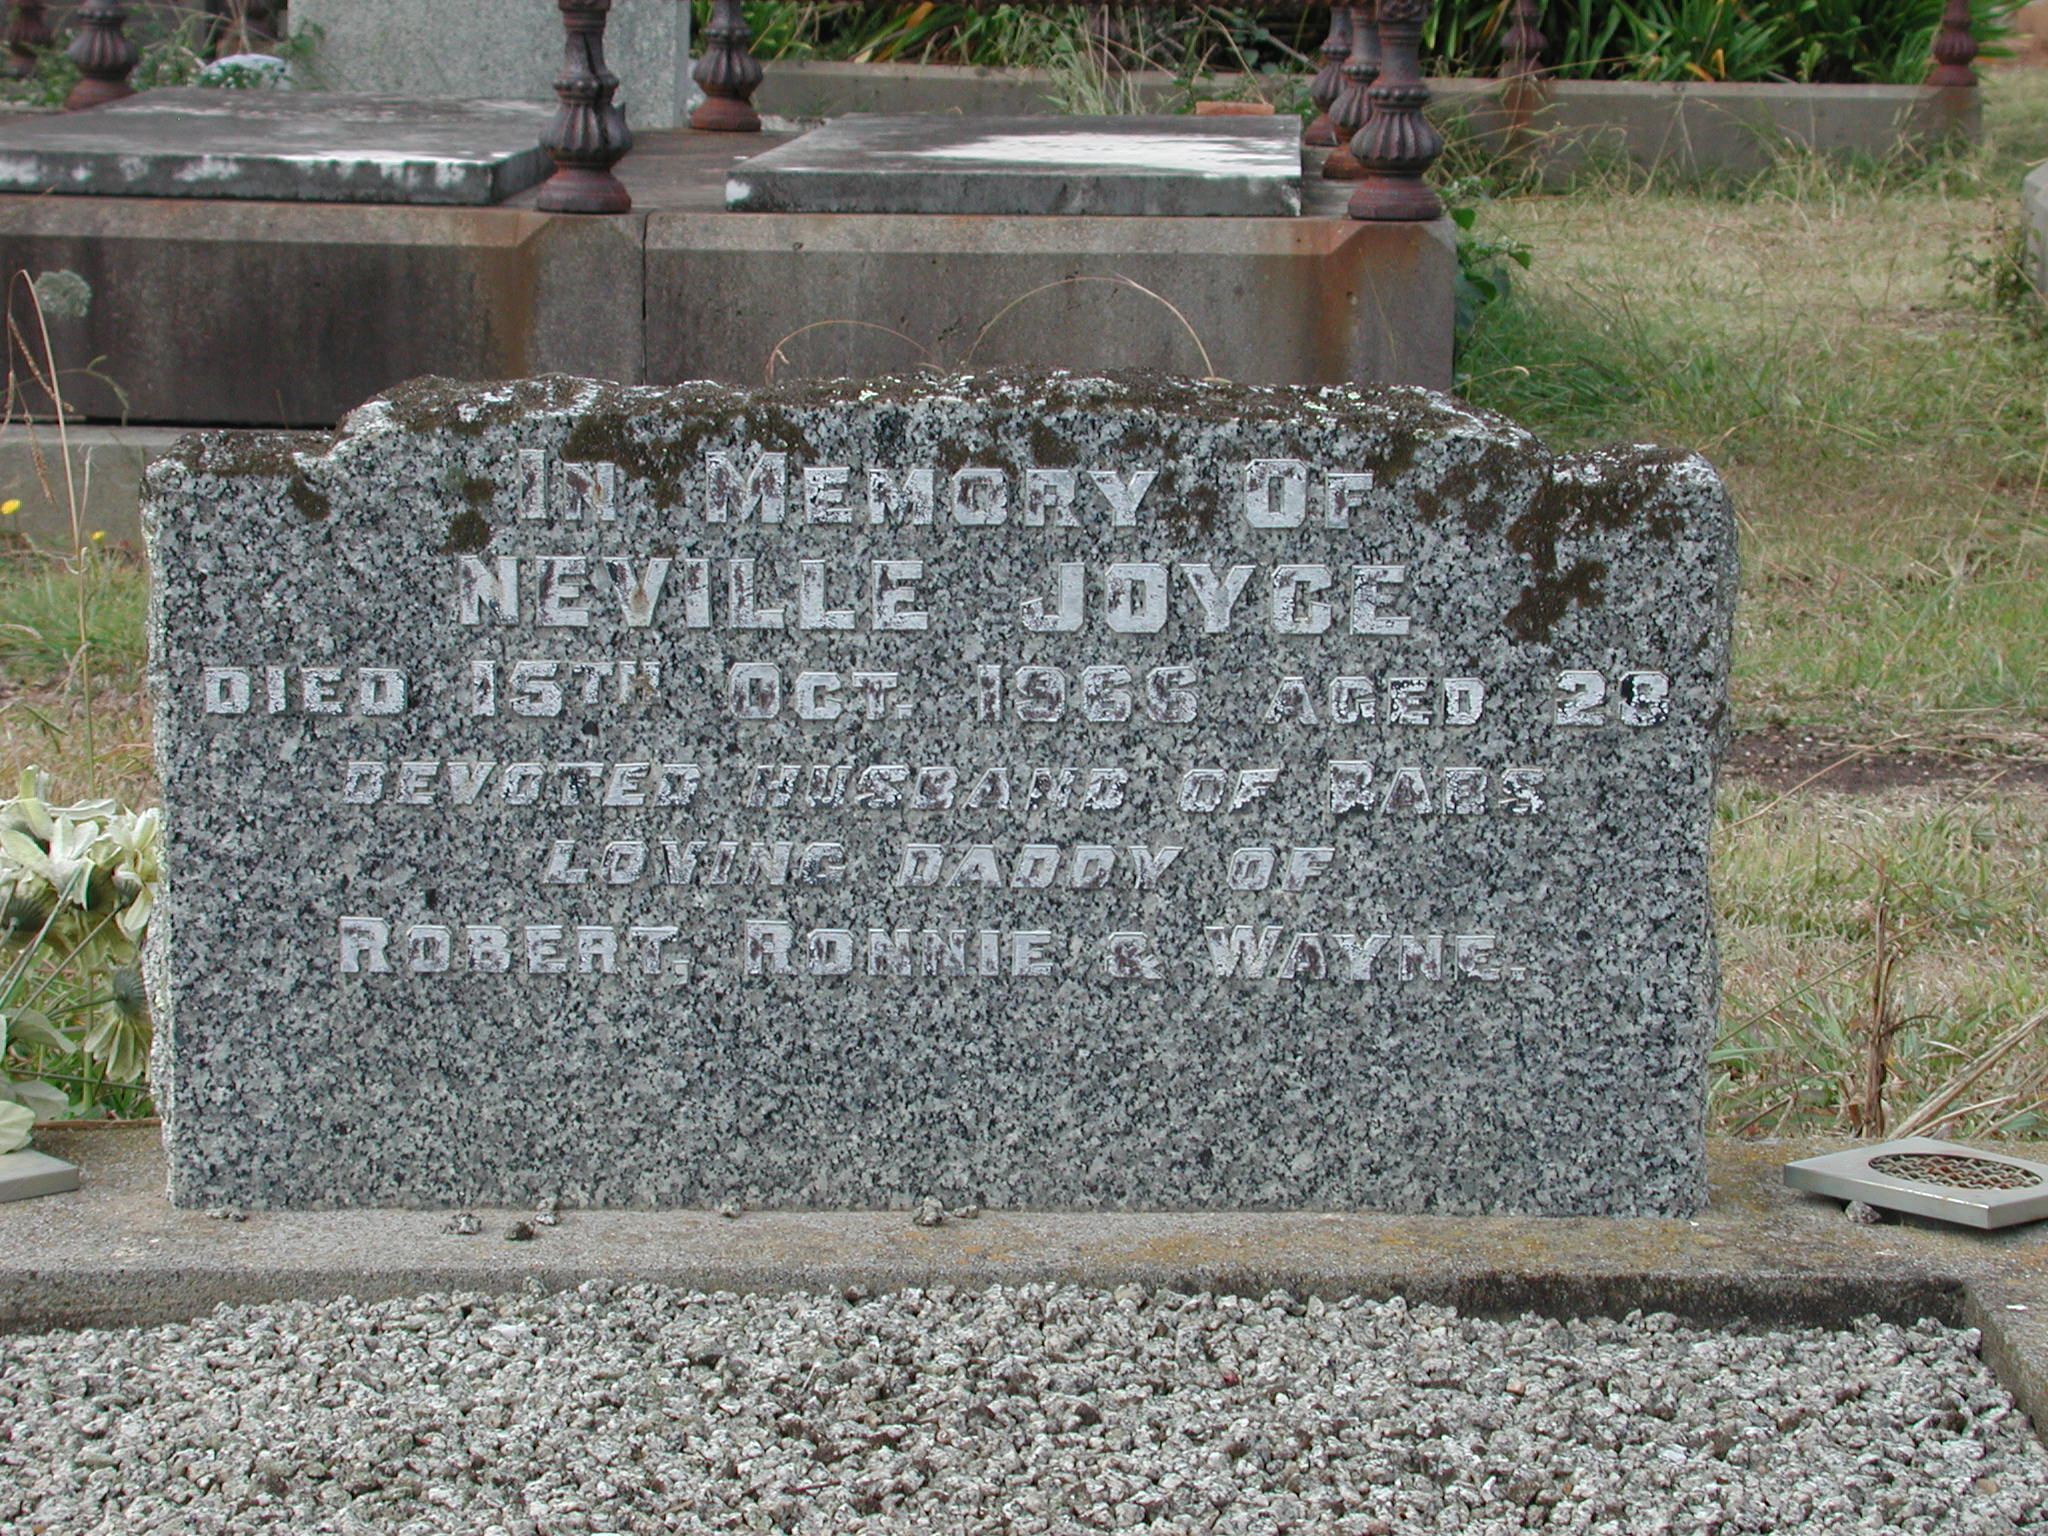 In Memory Of
NEVILLE JOYCE
DIED 15TH Oct. 1966 AGED 28
DEVOTED HUSBAND OF BABS
LOVING DADDY OF
ROBERT, RONNIE & WAYNE.